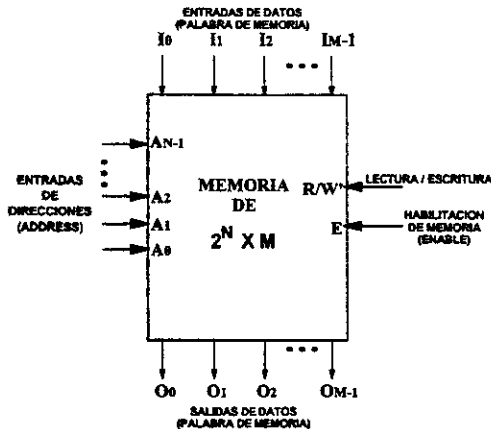 ENTRADAS DE DATOS
(PALABRA DE MEMORIA)
I0 I1 I2 IM-1
AN-1
ENTRADAS
DE
DIRECCIONES
(ADDRESS)
A2
A1
A0
MEMORIA
DE
2^N X M
R/W'
E
LECTURA / ESCRITURA
HABILITACION
DE MEMORIA
(ENABLE)
O0 O1 O2 OM-1
SALIDAS DE DATOS
(PALABRA DE MEMORIA)